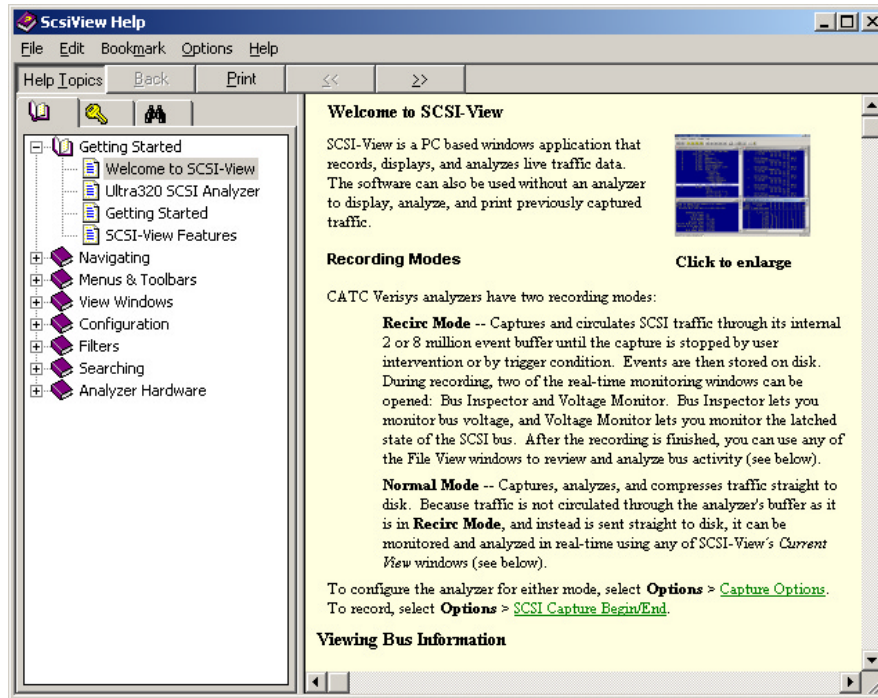 ScsiView Help
File Edit Bookmark Options Help
Help Topics Back Print << >>
Getting Started
Welcome to SCSI-View
Ultra320 SCSI Analyzer
Getting Started
SCSI-View Features
Navigating
Menus & Toolbars
View Windows
Configuration
Filters
Searching
Analyzer Hardware
Welcome to SCSI-View
SCSI-View is a PC based windows application that
records, displays, and analyzes live traffic data.
The software can also be used without an analyzer
to display, analyze, and print previously captured
traffic.
Click to enlarge
Recording Modes
CATC Verisys analyzers have two recording modes:
Recirc Mode -- Captures and circulates SCSI traffic through its internal
2 or 8 million event buffer until the capture is stopped by user
intervention or by trigger condition. Events are then stored on disk.
During recording, two of the real-time monitoring windows can be
opened: Bus Inspector and Voltage Monitor. Bus Inspector lets you
monitor bus voltage, and Voltage Monitor lets you monitor the latched
state of the SCSI bus. After the recording is finished, you can use any of
the File View windows to review and analyze bus activity (see below).
Normal Mode -- Captures, analyzes, and compresses traffic straight to
disk. Because traffic is not circulated through the analyzer's buffer as it
is in Recirc Mode, and instead is sent straight to disk, it can be
monitored and analyzed in real-time using any of SCSI-View's Current
View windows (see below).
To configure the analyzer for either mode, select Options > Capture Options.
To record, select Options > SCSI Capture Begin/End.
Viewing Bus Information